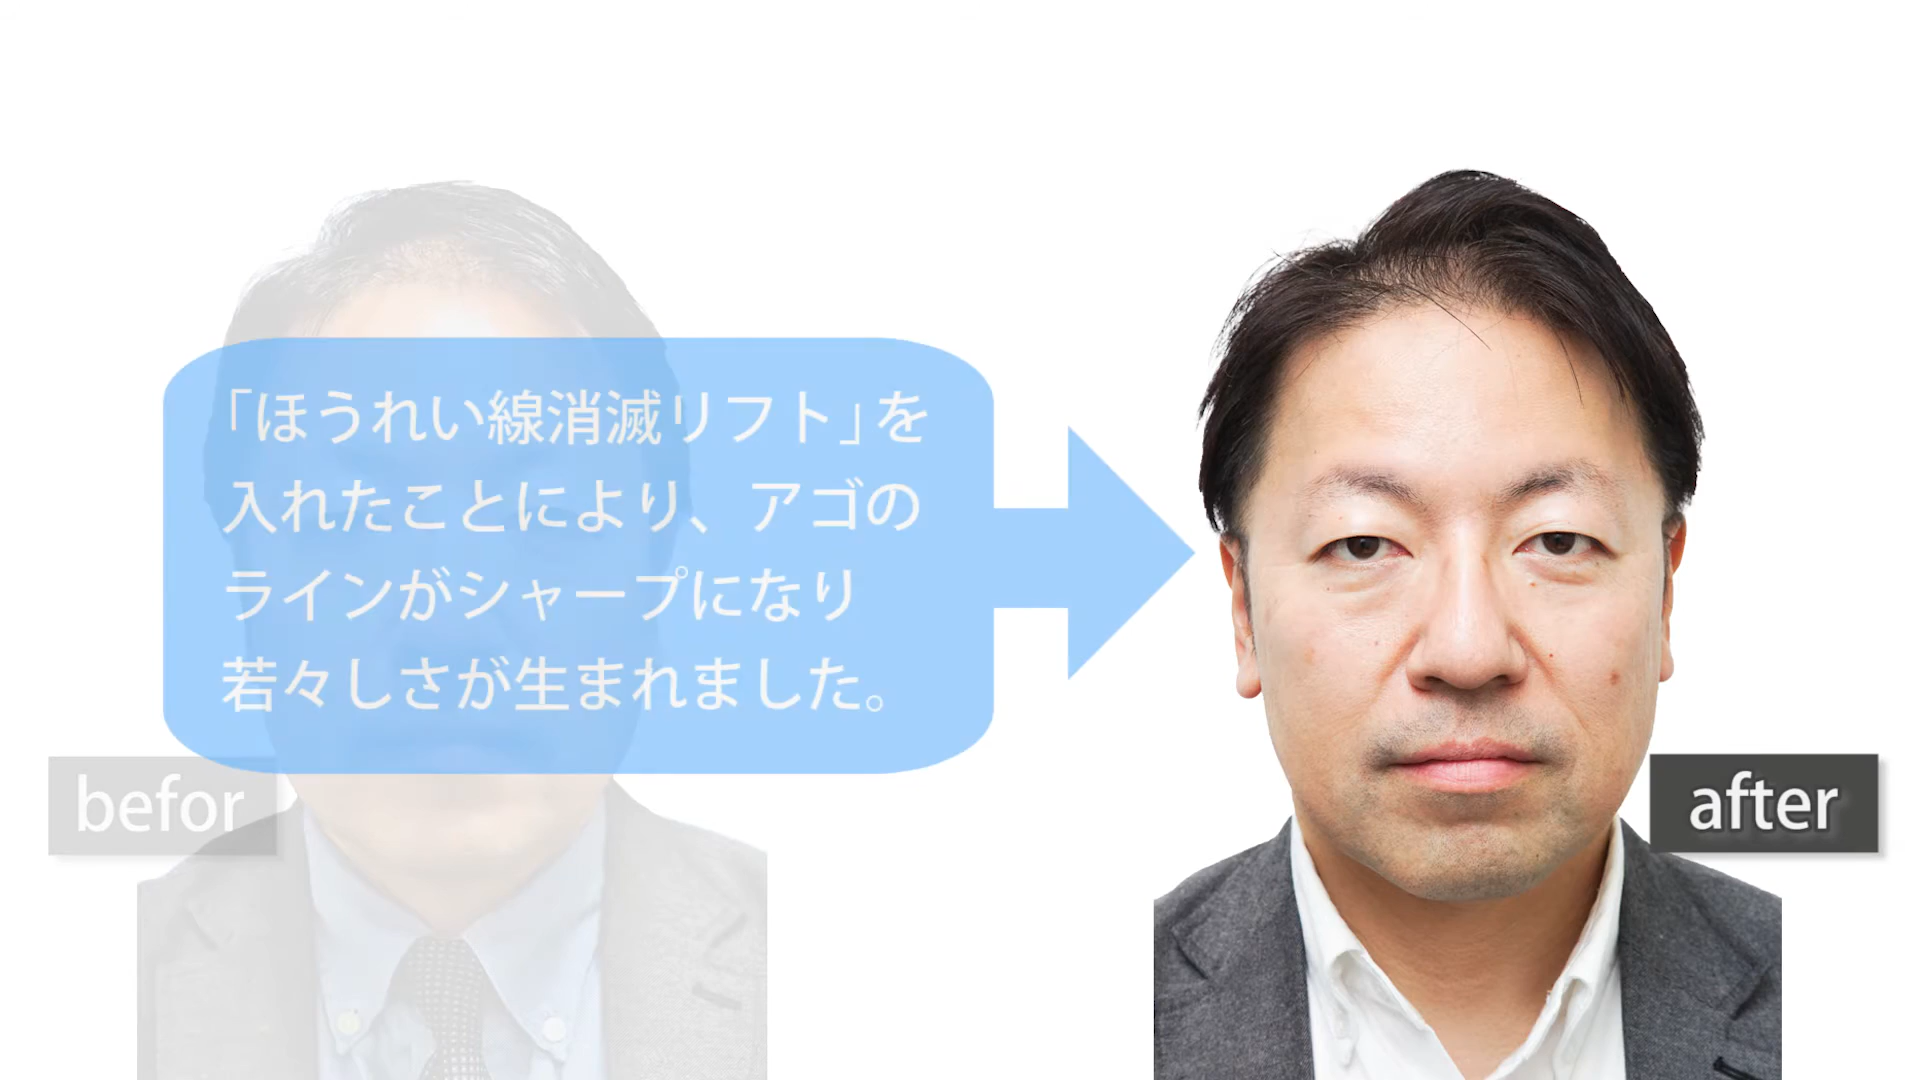 「ほうれい線消滅リフト」を
入れたことにより、アゴの
ラインがシャープになり
若々しさが生まれました。
befor
after